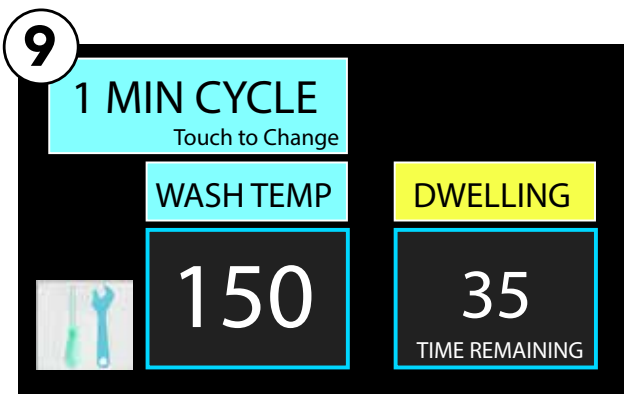 9
1 MIN CYCLE
Touch to Change
WASH TEMP
DWELLING
150
35
TIME REMAINING